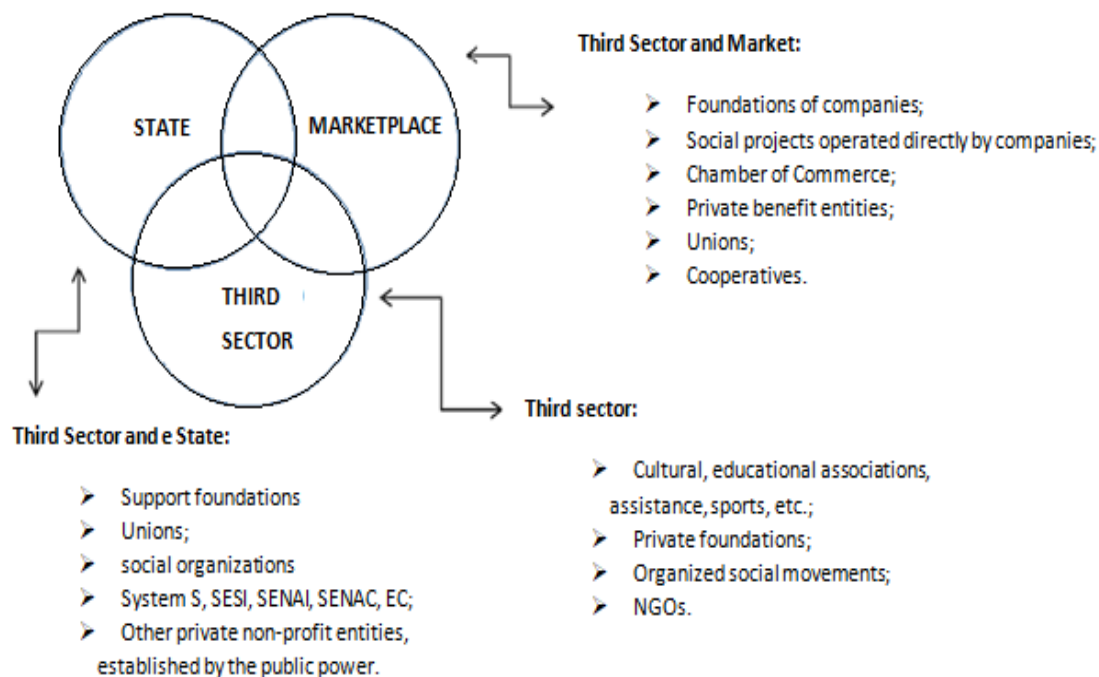 STATE
MARKETPLACE
THIRD
SECTOR
Third Sector and Market:
➤ Foundations of companies;
➤ Social projects operated directly by companies;
➤ Chamber of Commerce;
➤ Private benefit entities;
➤ Unions;
➤ Cooperatives.
Third Sector and e State:
➤ Support foundations
➤ Unions;
➤ social organizations
➤ System S, SESI, SENAI, SENAC, EC;
➤ Other private non-profit entities,
established by the public power.
Third sector:
➤ Cultural, educational associations,
assistance, sports, etc.;
➤ Private foundations;
➤ Organized social movements;
➤ NGOs.